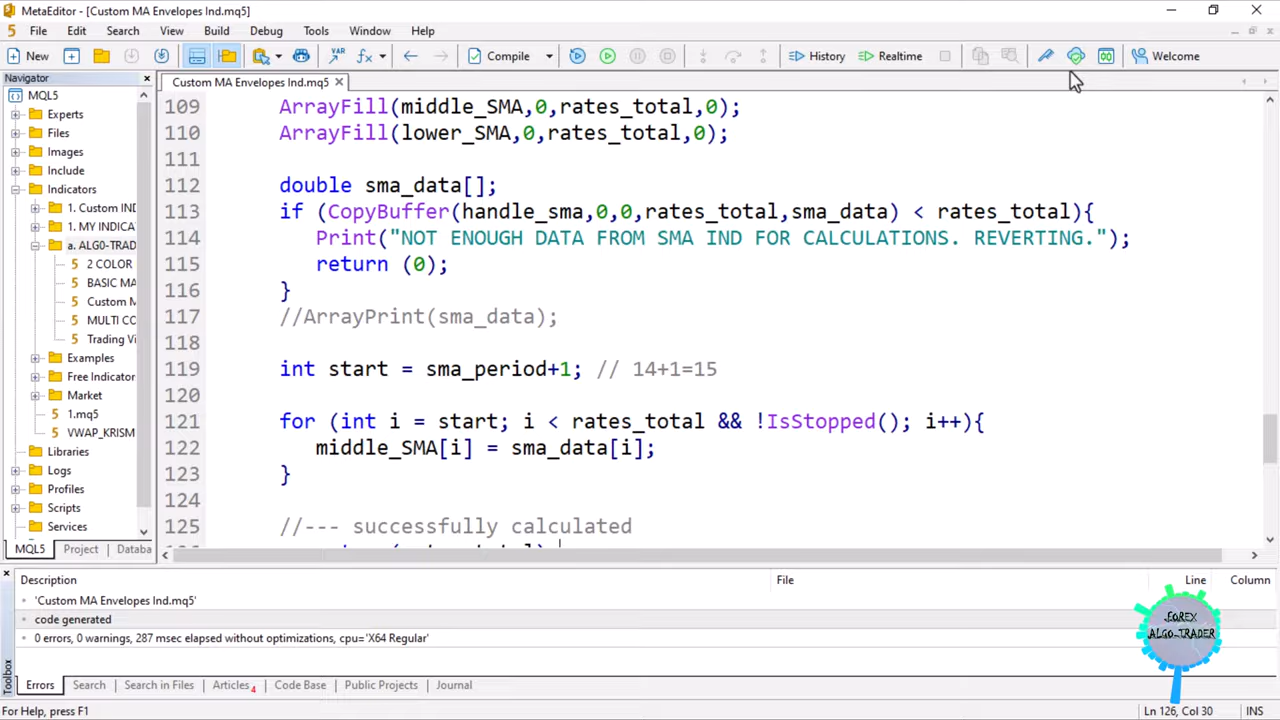 MetaEditor - [Custom MA Envelopes Ind.mq5]
5 File Edit Search View Build Debug Tools Window Help
New Compile History Realtime Welcome
Navigator
MQL5
Experts
Files
Images
Include
Indicators
1. Custom IND
1. MY INDICA
a. ALG0-TRAD
2 COLOR
BASIC MA
Custom M
MULTI CO
Trading Vi
Examples
Free Indicator
Market
1.mq5
VWAP_KRISM
Libraries
Logs
Profiles
Scripts
Services
MQL5 Project Databa
Custom MA Envelopes Ind.mq5
109 ArrayFill(middle_SMA,0,rates_total,0);
110 ArrayFill(lower_SMA,0,rates_total,0);
111
112 double sma_data[];
113 if (CopyBuffer(handle_sma,0,0,rates_total,sma_data) < rates_total){
114 Print("NOT ENOUGH DATA FROM SMA IND FOR CALCULATIONS. REVERTING.");
115 return (0);
116 }
117 //ArrayPrint(sma_data);
118
119 int start = sma_period+1; // 14+1=15
120
121 for (int i = start; i < rates_total && !IsStopped(); i++){
122 middle_SMA[i] = sma_data[i];
123 }
124
125 //--- successfully calculated
Description File Line Column
'Custom MA Envelopes Ind.mq5'
code generated
0 errors, 0 warnings, 287 msec elapsed without optimizations, cpu='X64 Regular'
Toolbox
Errors Search Search in Files Articles 4 Code Base Public Projects Journal
For Help, press F1 Ln 126, Col 30 INS
FOREX
ALGO-TRADER